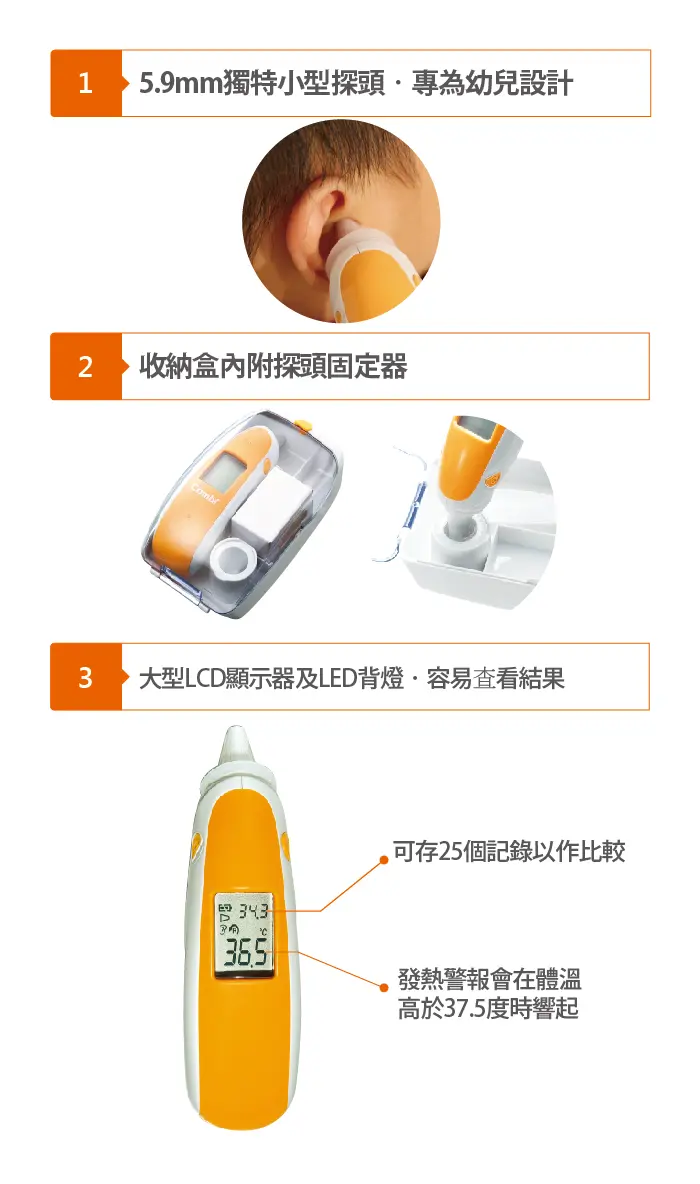 1
5.9mm獨特小型探頭．專為幼兒設計
2
收納盒內附探頭固定器
Combi
3
大型LCD顯示器及LED背燈．容易查看結果
可存25個記錄以作比較
34.3
℃
36.5
發熱警報會在體溫
高於37.5度時響起